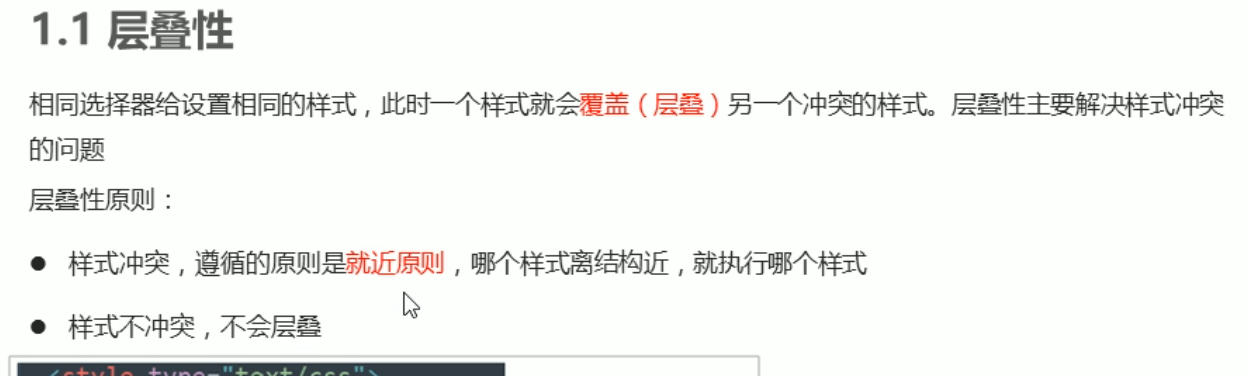 1.1 层叠性
相同选择器给设置相同的样式，此时一个样式就会覆盖（层叠）另一个冲突的样式。层叠性主要解决样式冲突
的问题
层叠性原则：
● 样式冲突，遵循的原则是就近原则，哪个样式离结构近，就执行哪个样式
● 样式不冲突，不会层叠
<style type="text/css">